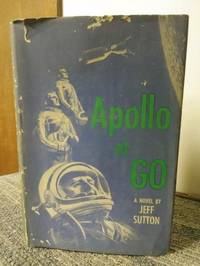 Apollo
at
GO
A NOVEL BY
JEFF
SUTTON